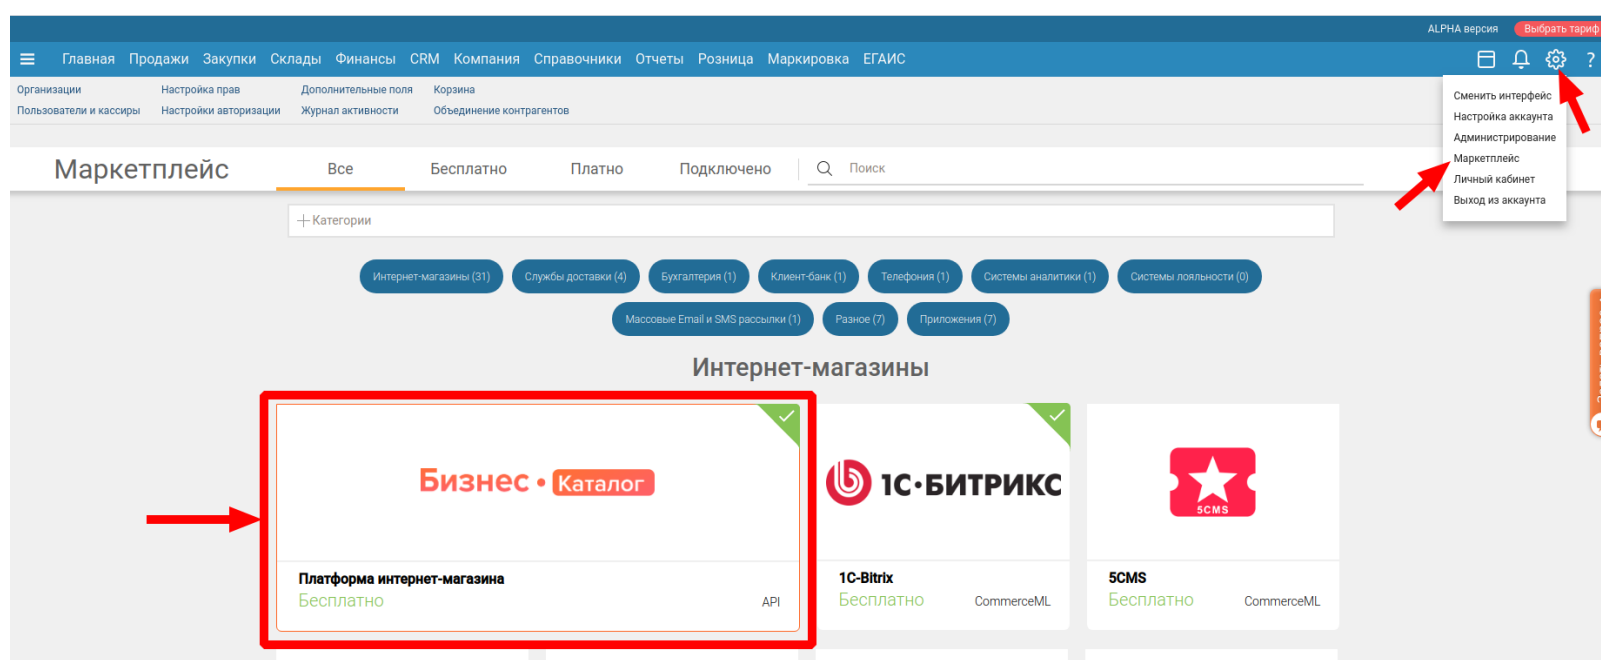 ALPHA версия Выбрать тариф
Главная Продажи Закупки Склады Финансы CRM Компания Справочники Отчеты Розница Маркировка ЕГАИС ?
Организации Настройка прав Дополнительные поля Корзина
Пользователи и кассиры Настройки авторизации Журнал активности Объединение контрагентов
Сменить интерфейс
Настройка аккаунта
Администрирование
Маркетплейс
Личный кабинет
Выход из аккаунта
Маркетплейс Все Бесплатно Платно Подключено Поиск
Категории
Интернет-магазины (31) Службы доставки (4) Бухгалтерия (1) Клиент-банк (1) Телефония (1) Системы аналитики (1) Системы лояльности (0)
Массовые Email и SMS рассылки (1) Разное (7) Приложения (7)
Интернет-магазины
Бизнес • Каталог
1С·БИТРИКС
5CMS
Платформа интернет-магазина
Бесплатно API
1C-Bitrix
Бесплатно CommerceML
5CMS
Бесплатно CommerceML